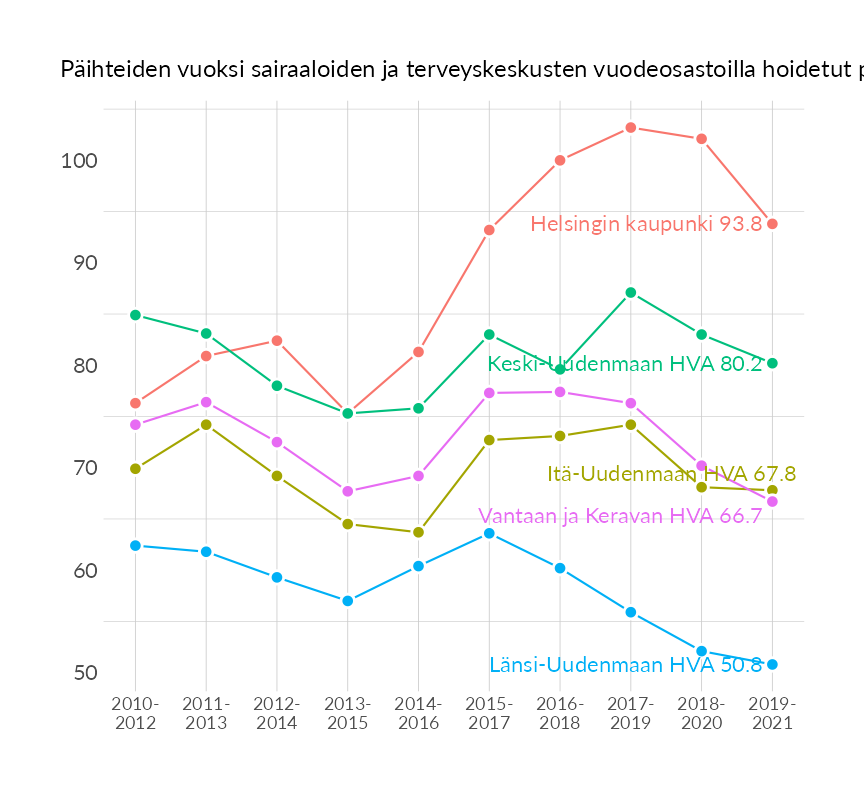 Päihteiden vuoksi sairaaloiden ja terveyskeskusten vuodeosastoilla hoidetut
100
90
80
70
60
50
Helsingin kaupunki 93.8
Keski-Uudenmaan HVA 80.2
Itä-Uudenmaan HVA 67.8
Vantaan ja Keravan HVA 66.7
Länsi-Uudenmaan HVA 50.8
2010- 2011- 2012- 2013- 2014- 2015- 2016- 2017- 2018- 2019-
2012 2013 2014 2015 2016 2017 2018 2019 2020 2021